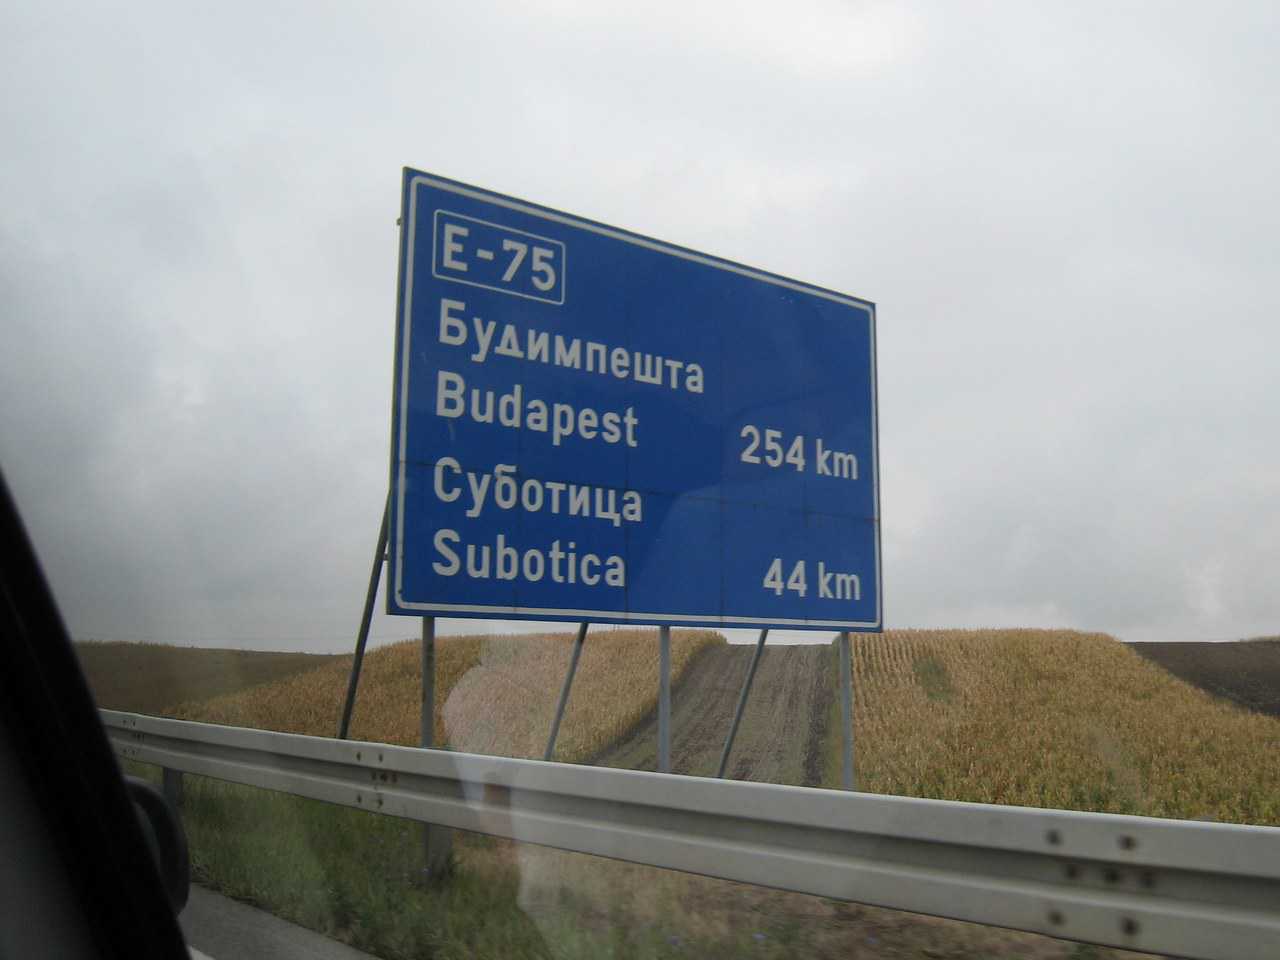 E-75
Будимпешта
Budapest 254 km
Суботица
Subotica 44 km